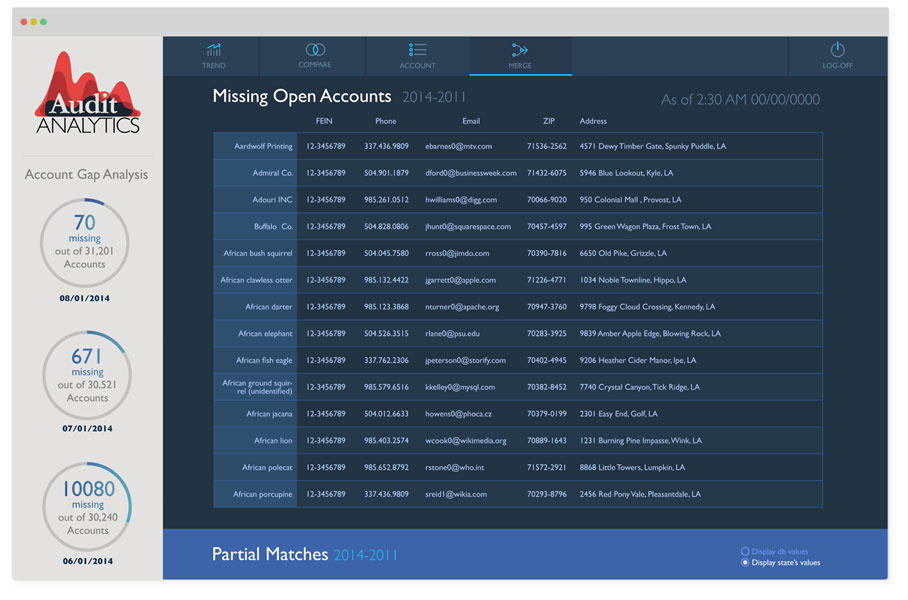 TREND
COMPARE
ACCOUNT
MERGE
LOG-OFF
Audit
ANALYTICS
Account Gap Analysis
70
missing
out of 31,201
Accounts
08/01/2014
671
missing
out of 30,521
Accounts
07/01/2014
10080
missing
out of 30,240
Accounts
06/01/2014
Missing Open Accounts 2014-2011
As of 2:30 AM 00/00/0000
FEIN Phone Email ZIP Address
Aardwolf Printing 12-3456789 337.436.9809 ebarnes0@mtv.com 71536-2562 4571 Dewy Timber Gate, Spunky Puddle, LA
Admiral Co. 12-3456789 504.901.1879 dford0@businessweek.com 71432-6075 5946 Blue Lookout, Kyle, LA
Adouri INC 12-3456789 985.261.0512 hwilliams0@digg.com 70066-9020 950 Colonial Mall , Provost, LA
Buffalo Co. 12-3456789 504.828.0806 jhunt0@squarespace.com 70457-4597 995 Green Wagon Plaza, Frost Town, LA
African bush squirrel 12-3456789 504.045.7580 rross0@jimdo.com 70390-7816 6650 Old Pike, Grizzle, LA
African clawless otter 12-3456789 985.132.4422 jgarrett0@apple.com 71226-4771 1034 Noble Townline, Hippo, LA
African darter 12-3456789 985.123.3868 nturner0@apache.org 70947-3760 9798 Foggy Cloud Crossing, Kennedy, LA
African elephant 12-3456789 504.526.3515 rlane0@psu.edu 70283-3925 9839 Amber Apple Edge, Blowing Rock, LA
African fish eagle 12-3456789 337.762.2306 jpeterson0@storify.com 70402-4945 9206 Heather Cider Manor, Ipe, LA
African ground squir-
rel (unidentified) 12-3456789 985.579.6516 kkelley0@mysql.com 70382-8452 7740 Crystal Canyon, Tick Ridge, LA
African jacana 12-3456789 504.012.6633 howens0@phoca.cz 70379-0199 2301 Easy End, Golf, LA
African lion 12-3456789 985.403.2574 wcook0@wikimedia.org 70889-1643 1231 Burning Pine Impasse, Wink, LA
African polecat 12-3456789 985.652.8792 rstone0@who.int 71572-2921 8868 Little Towers, Lumpkin, LA
African porcupine 12-3456789 337.436.9809 sreid1@wikia.com 70293-8796 2456 Red Pony Vale, Pleasantdale, LA
Partial Matches 2014-2011
Display db values
Display state's values